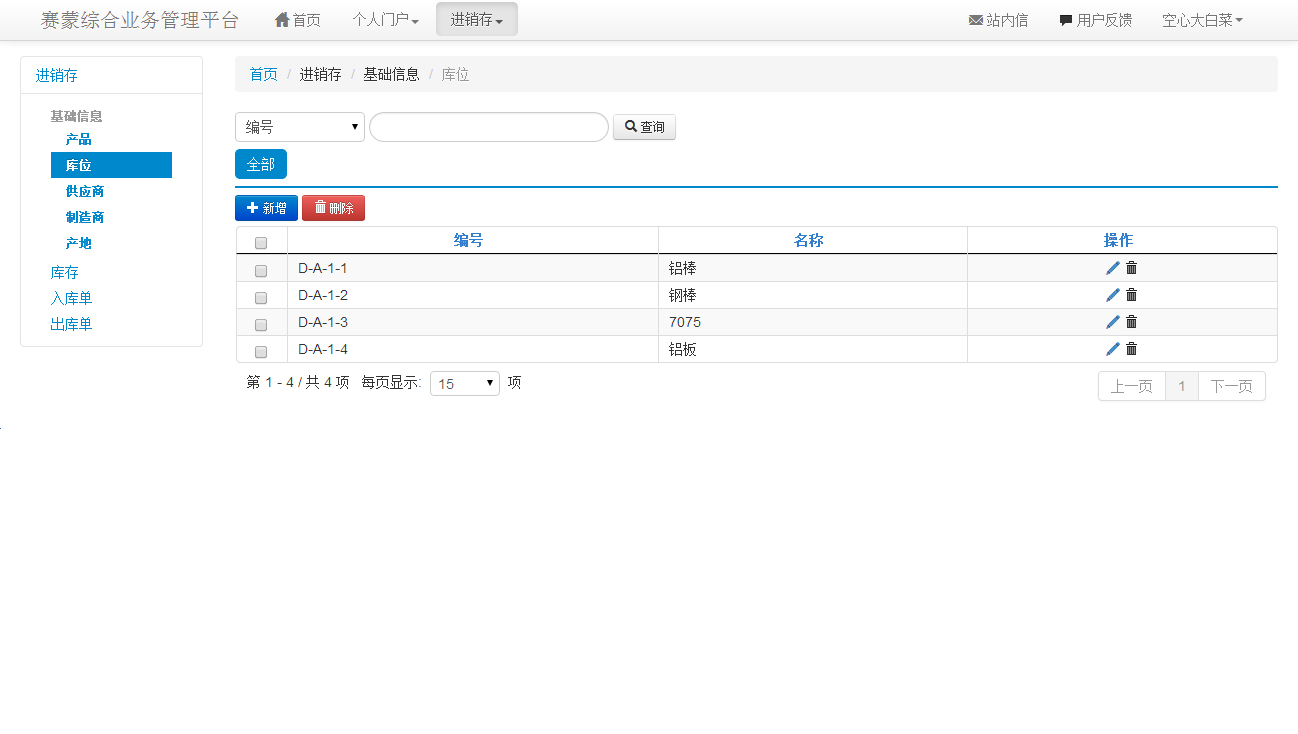 赛蒙综合业务管理平台 首页 个人门户 进销存 站内信 用户反馈 空心大白菜
进销存
基础信息
产品
库位
供应商
制造商
产地
库存
入库单
出库单
首页 / 进销存 / 基础信息 / 库位
编号 查询
全部
新增 删除
编号 名称 操作
D-A-1-1 铝棒
D-A-1-2 钢棒
D-A-1-3 7075
D-A-1-4 铝板
第 1 - 4 / 共 4 项 每页显示: 15 项 上一页 1 下一页